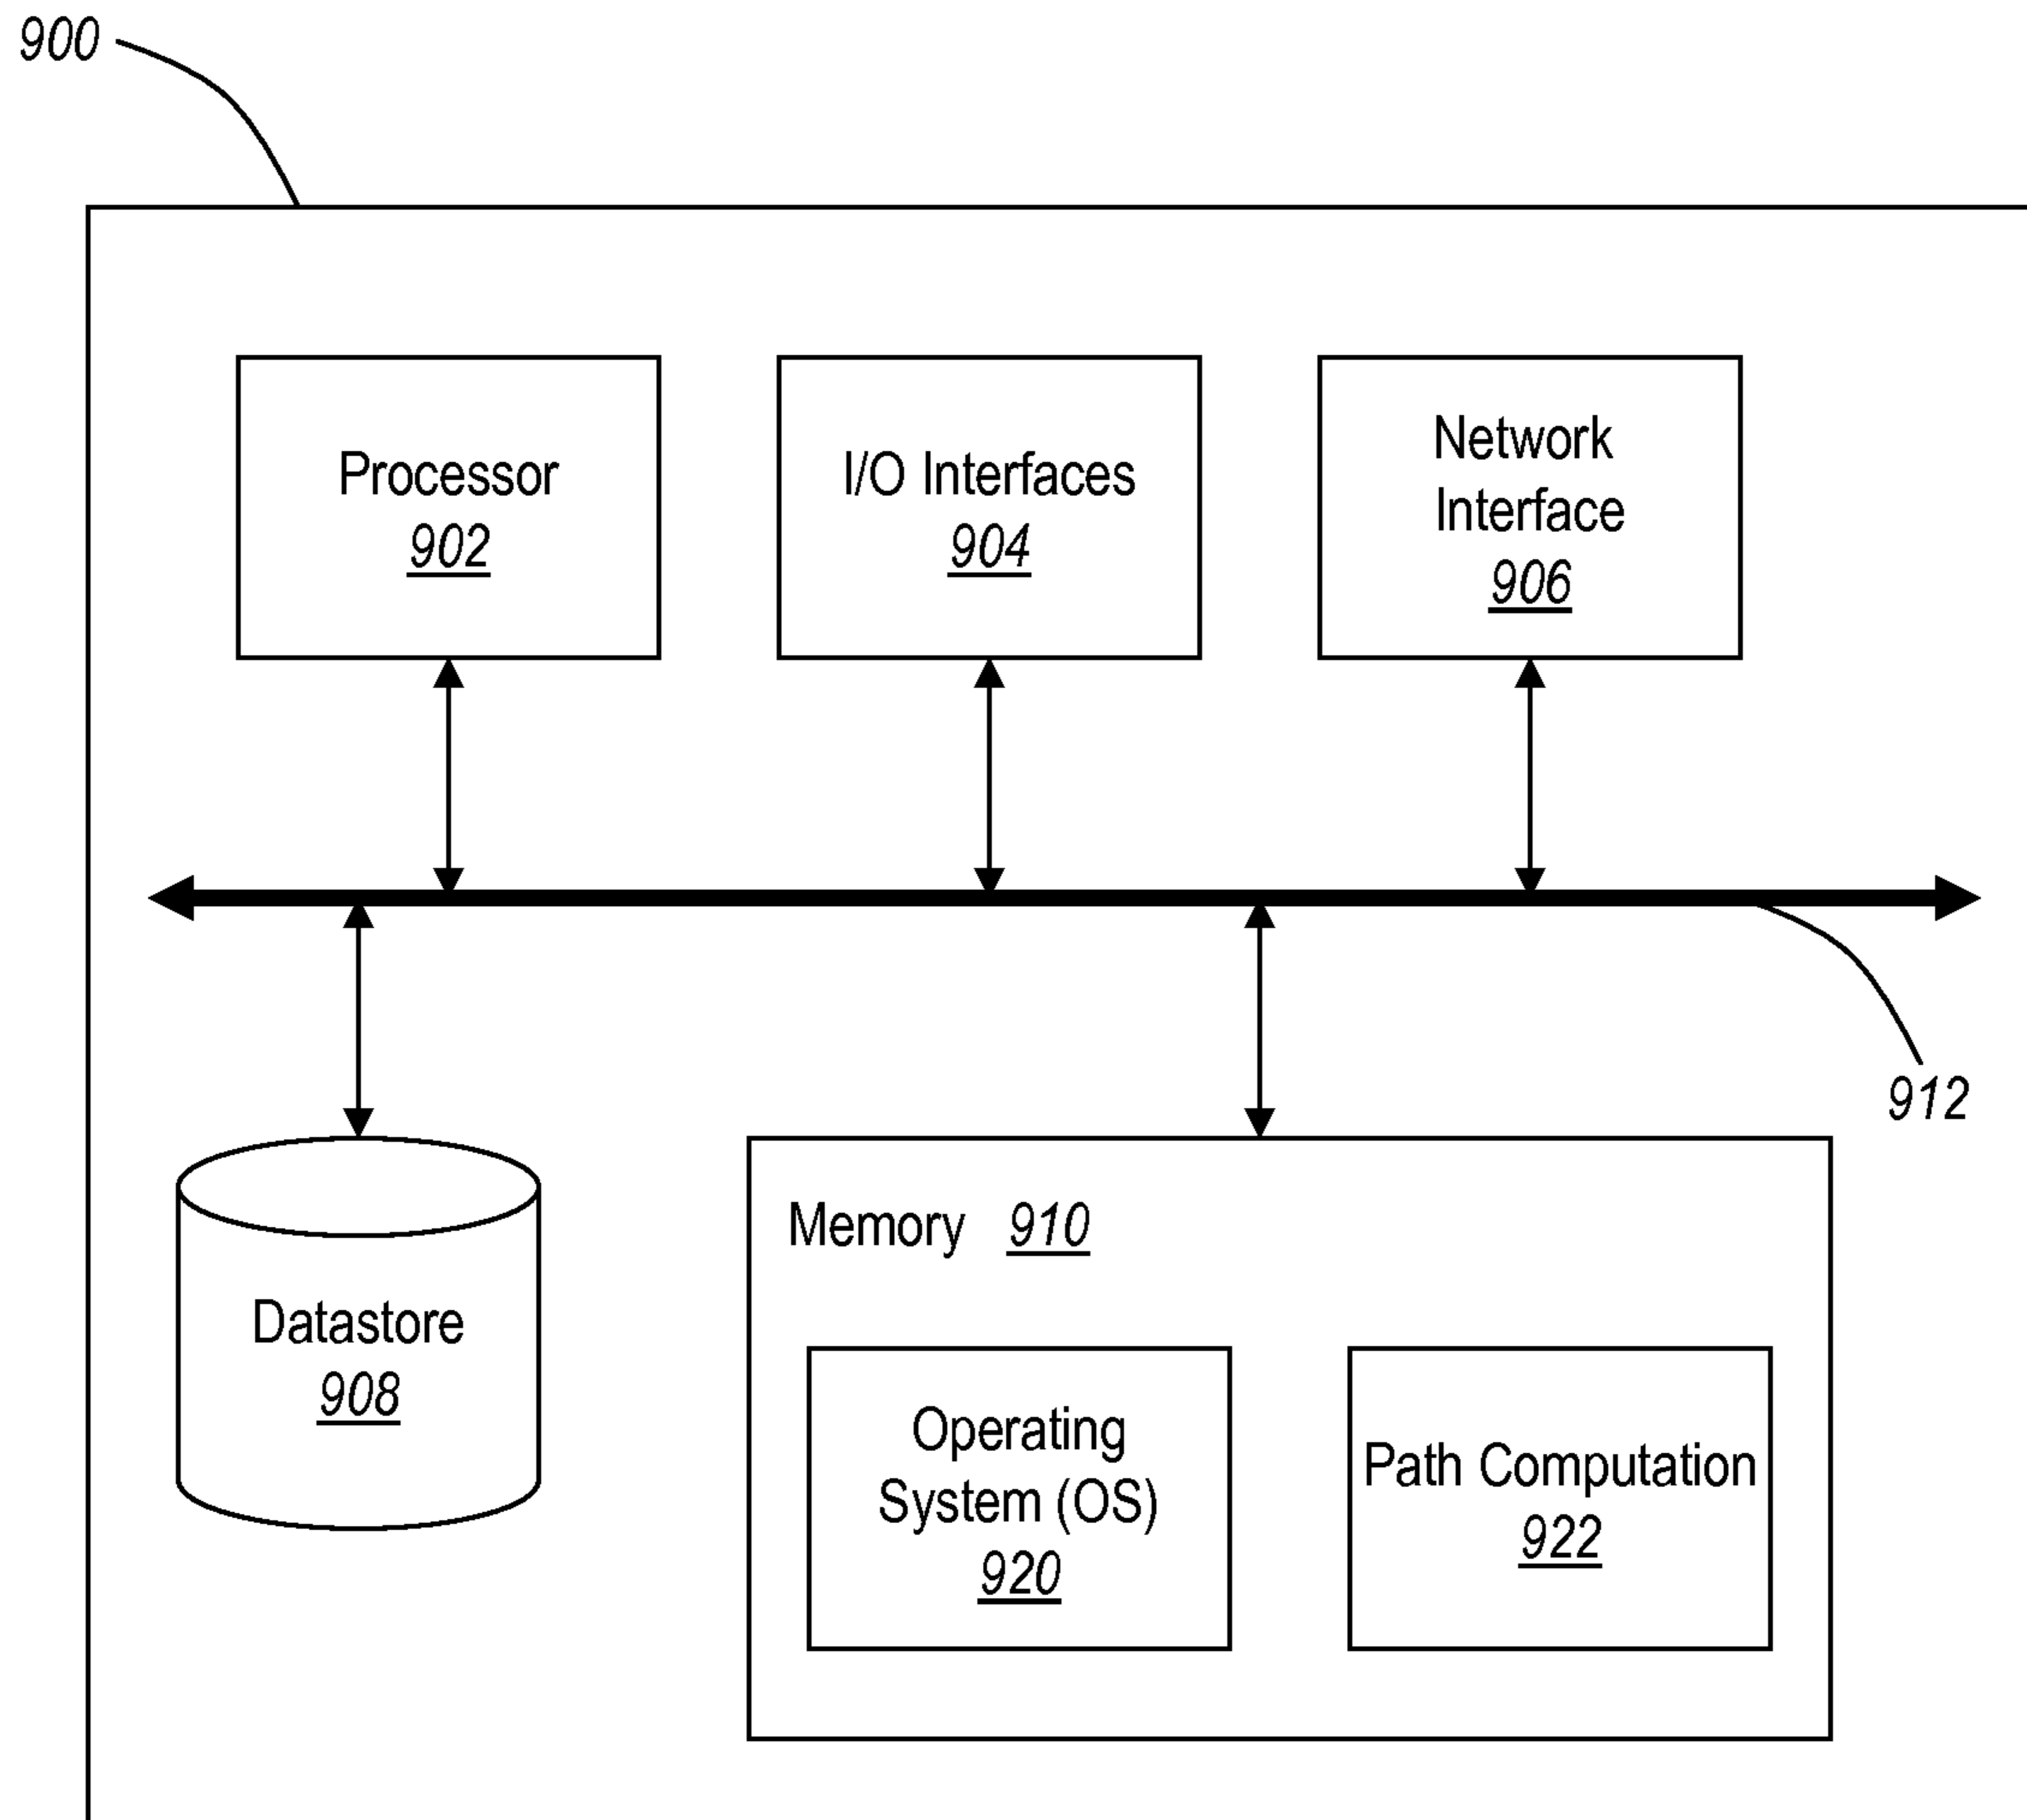 900
Processor
902
I/O Interfaces
904
Network
Interface
906
912
Datastore
908
Memory 910
Operating
System (OS)
920
Path Computation
922